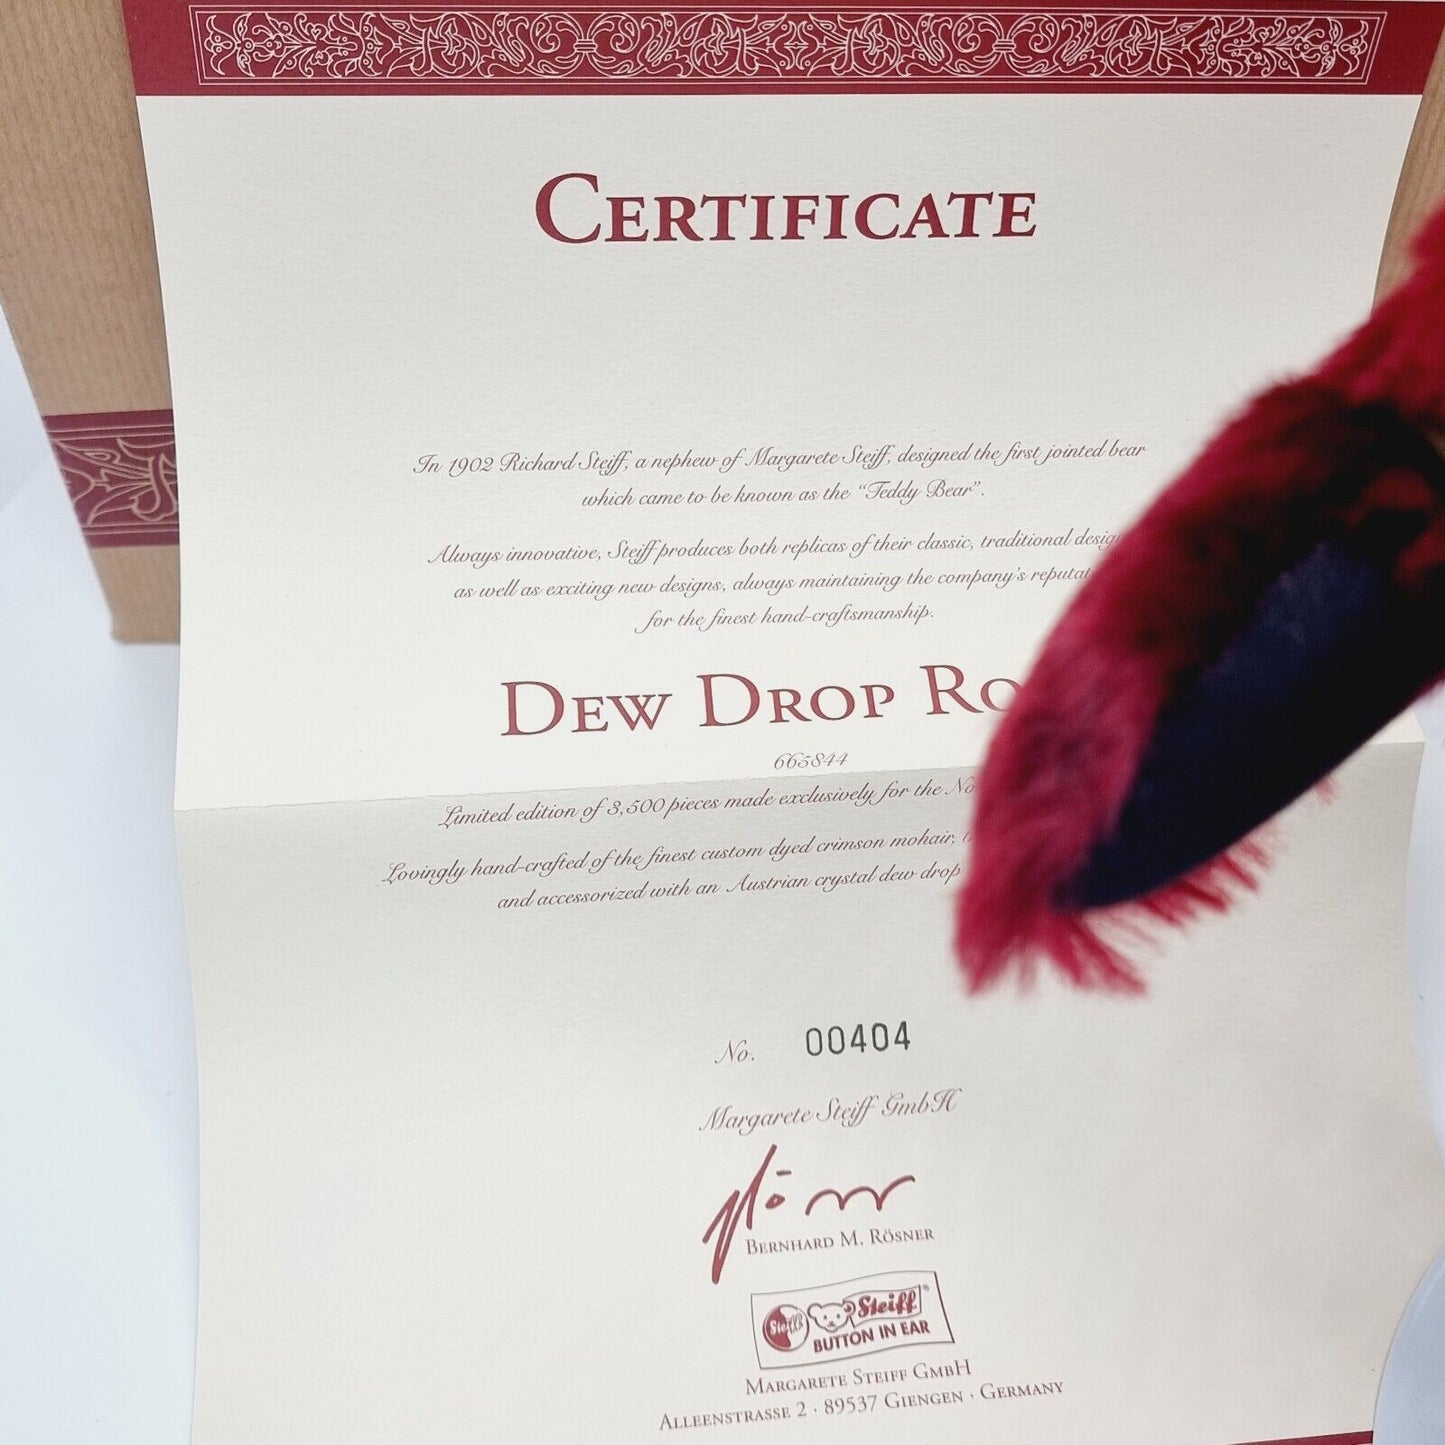 CERTIFICATE
In 1902 Richard Steiff, a nephew of Margarete Steiff, designed the first jointed bear
which came to be known as the “Teddy Bear”.
Always innovative, Steiff produces both replicas of their classic, traditional
as well as exciting new designs, always maintaining the company's
for the finest hand-craftsmanship.
DEW DROP
665844
Limited edition of 3,500 pieces made exclusively for the
Lovingly hand-crafted of the finest custom dyed crimson mohair,
and accessorized with an Austrian crystal dew drop
No. 00404
Margarete Steiff GmbH
BERNHARD M. RÖSNER
Steiff Steiff®
BUTTON IN EAR
MARGARETE STEIFF GMBH
ALLEENSTRASSE 2 · 89537 GIENGEN · GERMANY